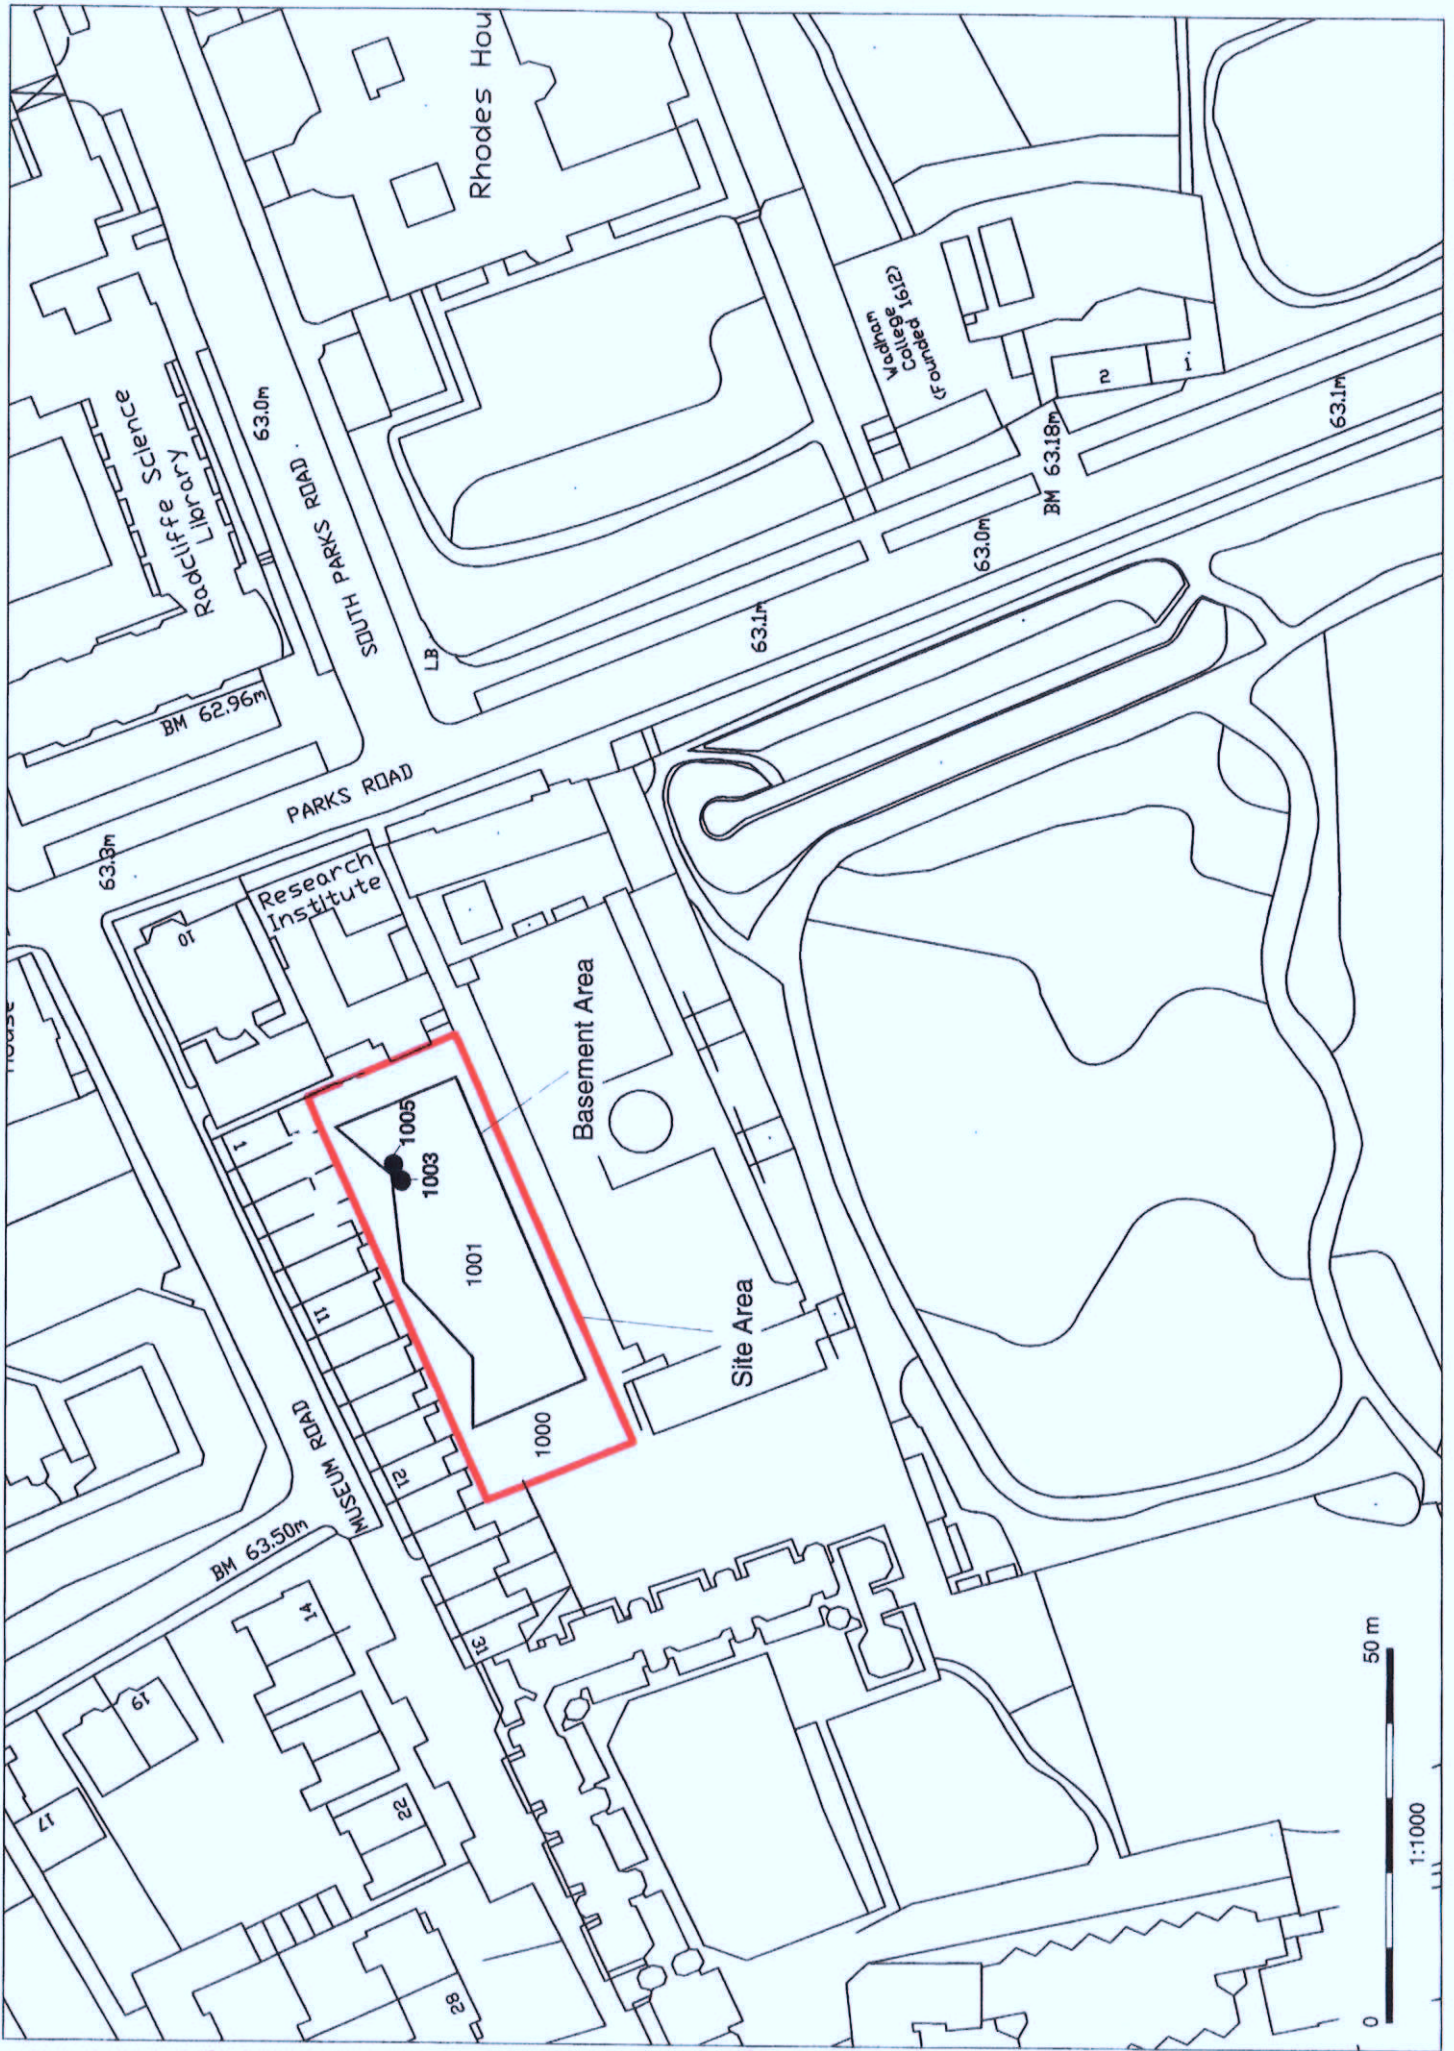 Rhodes Hou
Radcliffe Science
Library
63.0m
SOUTH PARKS ROAD
LB
BM 62.96m
PARKS ROAD
63.3m
Wadham
College
(Founded 1612)
2
1
BM 63.18m
63.1m
63.0m
63.1m
House
10
Research
Institute
Basement Area
1005
1003
1001
1000
Site Area
1
11
12
13
MUSEUM ROAD
BM 63.50m
14
19
17
22
28
0
50 m
1:1000